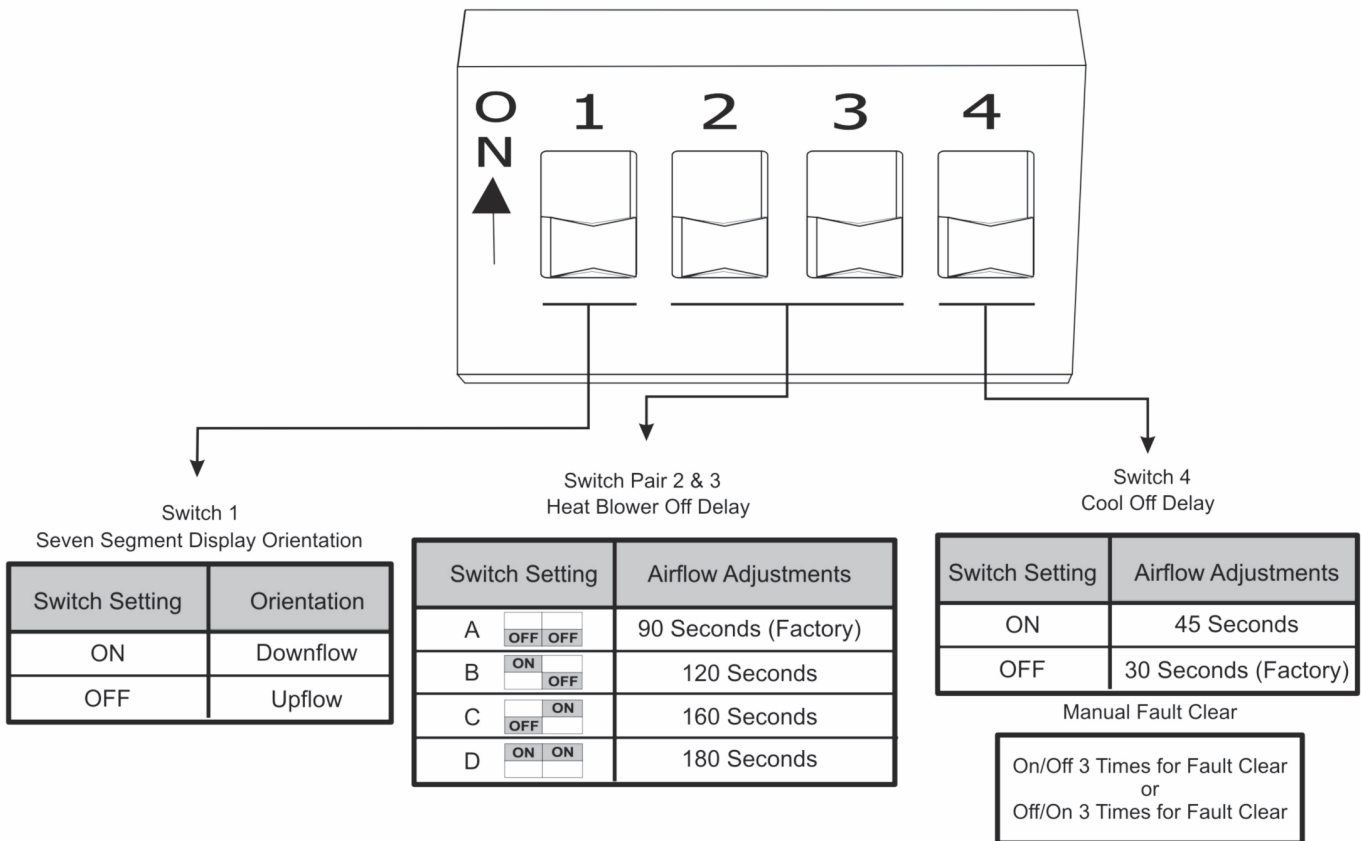 ON
1 2 3 4
Switch 1
Seven Segment Display Orientation
Switch Setting Orientation
ON Downflow
OFF Upflow
Switch Pair 2 & 3
Heat Blower Off Delay
Switch Setting Airflow Adjustments
A OFF OFF 90 Seconds (Factory)
B ON OFF 120 Seconds
C OFF ON 160 Seconds
D ON ON 180 Seconds
Switch 4
Cool Off Delay
Switch Setting Airflow Adjustments
ON 45 Seconds
OFF 30 Seconds (Factory)
Manual Fault Clear
On/Off 3 Times for Fault Clear
or
Off/On 3 Times for Fault Clear